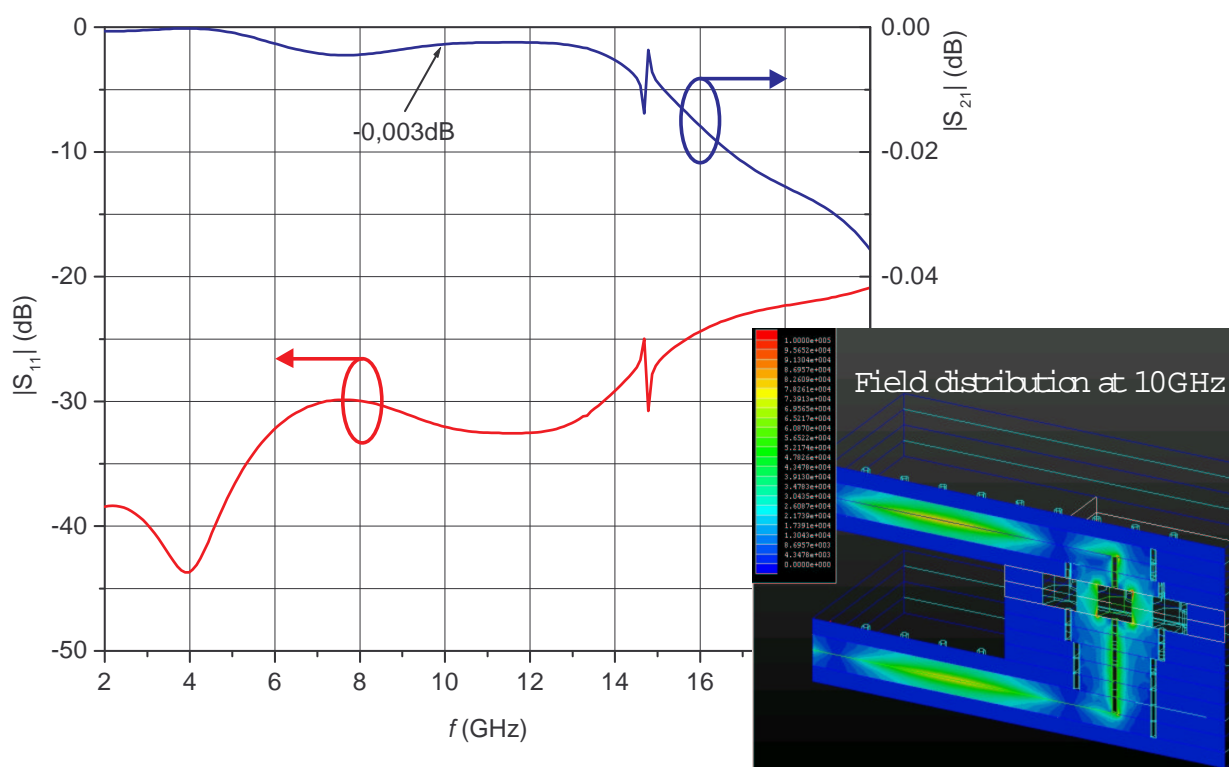 0
-10
-20
-30
-40
-50
|S11| (dB)
2 4 6 8 10 12 14 16
f (GHz)
0.00
-0.02
-0.04
|S21| (dB)
-0,003dB
Field distribution at 10GHz
1.0000e+005
9.5652e+004
9.1304e+004
8.6957e+004
8.2609e+004
7.8261e+004
7.3913e+004
6.9565e+004
6.5217e+004
6.0870e+004
5.6522e+004
5.2174e+004
4.7826e+004
4.3478e+004
3.9130e+004
3.4783e+004
3.0435e+004
2.6087e+004
2.1739e+004
1.7391e+004
1.3043e+004
8.6957e+003
4.3478e+003
0.0000e+000